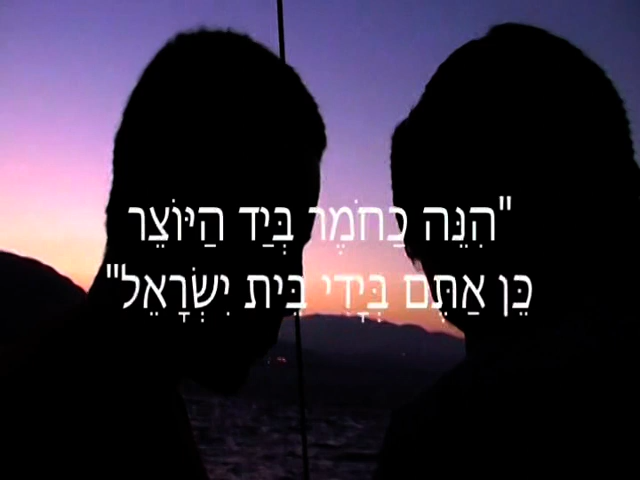 "הִנֵּה כַחֹמֶר בְּיַד הַיּוֹצֵר
כֵּן אַתֶּם בְּיָדִי בֵּית יִשְׂרָאֵל"